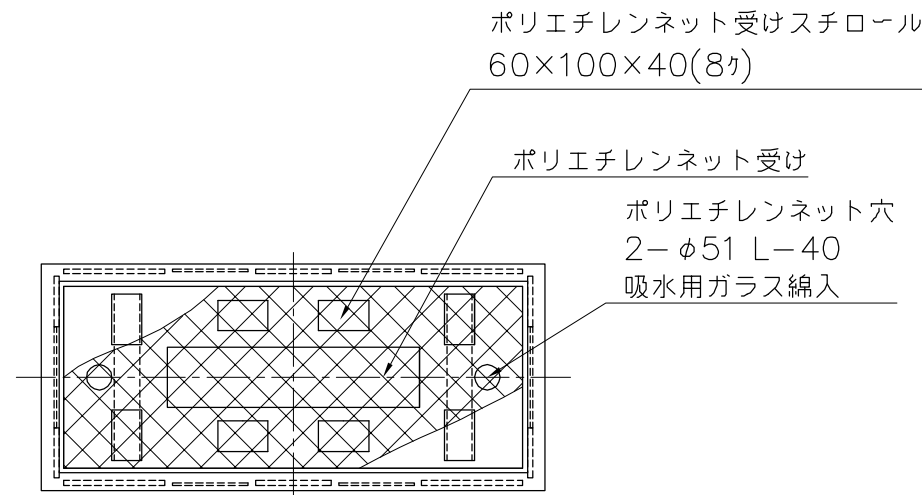 ポリエチレンネット受けスチロール
60×100×40(8ｹ)
ポリエチレンネット受け
ポリエチレンネット穴
2−φ51 L−40
吸水用ガラス綿入